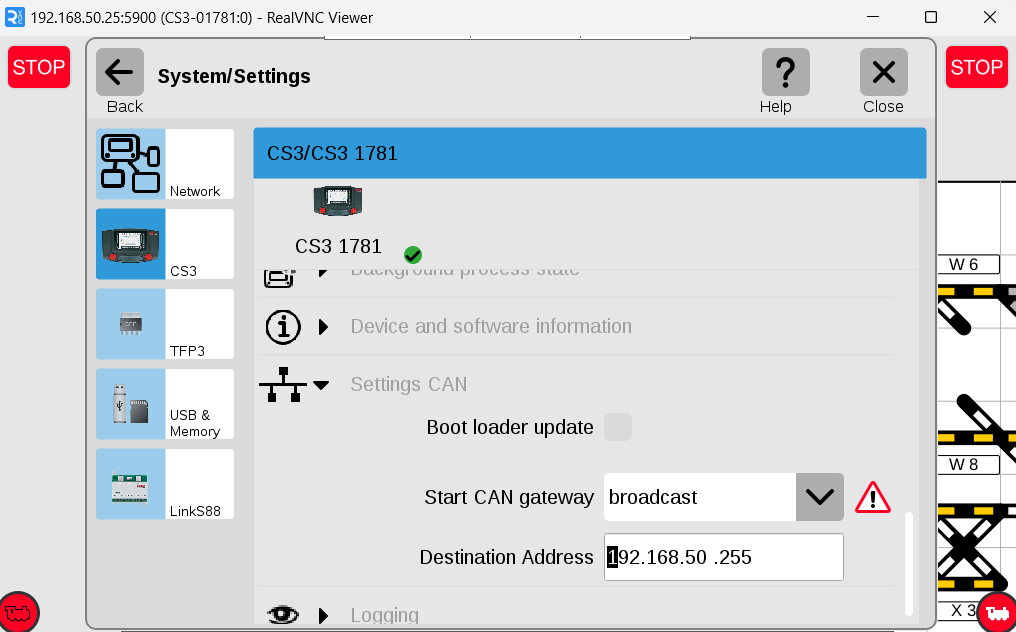 192.168.50.25:5900 (CS3-01781:0) - RealVNC Viewer
STOP
Back
System/Settings
Help
Close
STOP
Network
CS3
TFP3
USB &
Memory
LinkS88
CS3/CS3 1781
CS3 1781
Background process state
Device and software information
Settings CAN
Boot loader update
Start CAN gateway
broadcast
Destination Address
192.168.50 .255
Logging
W 6
W 8
X 3